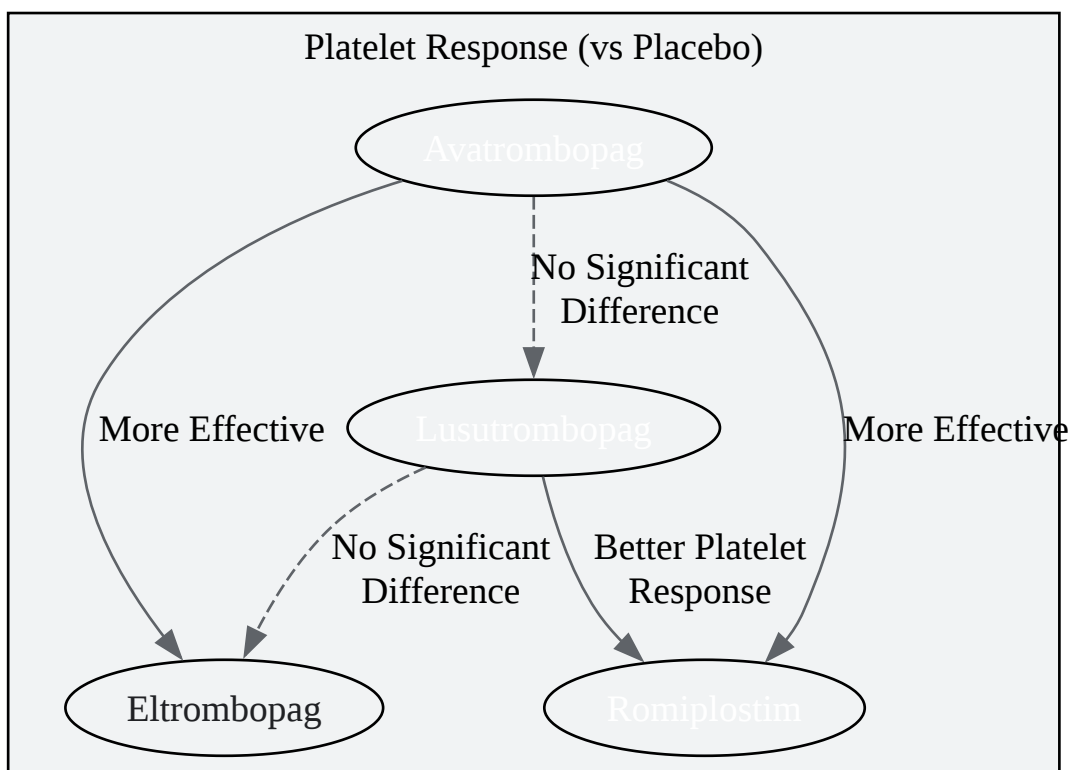 Platelet Response (vs Placebo)
Avatrombopag
No Significant
Difference
More Effective
Lusutrombopag
More Effective
No Significant
Difference
Better Platelet
Response
Eltrombopag
Romiplostim